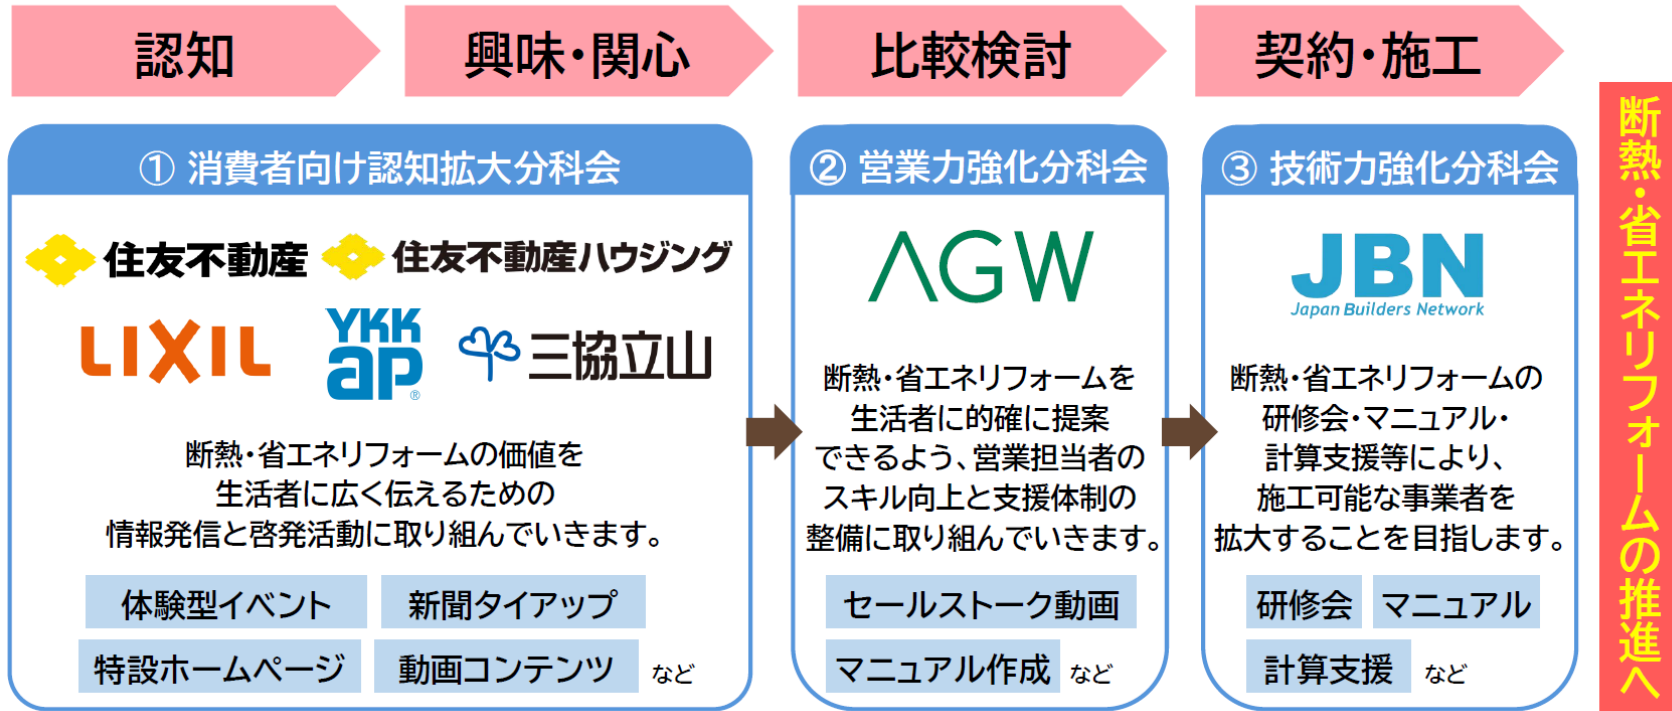 認知
興味・関心
比較検討
契約・施工
① 消費者向け認知拡大分科会
住友不動産
住友不動産ハウジング
LIXIL
YKK
ap®
三協立山
断熱・省エネリフォームの価値を
生活者に広く伝えるための
情報発信と啓発活動に取り組んでいきます。
体験型イベント
新聞タイアップ
特設ホームページ
動画コンテンツ
など
② 営業力強化分科会
AGW
断熱・省エネリフォームを
生活者に的確に提案
できるよう、営業担当者の
スキル向上と支援体制の
整備に取り組んでいきます。
セールストーク動画
マニュアル作成
など
③ 技術力強化分科会
JBN
Japan Builders Network
断熱・省エネリフォームの
研修会・マニュアル・
計算支援等により、
施工可能な事業者を
拡大することを目指します。
研修会
マニュアル
計算支援
など
断熱・省エネリフォームの推進へ